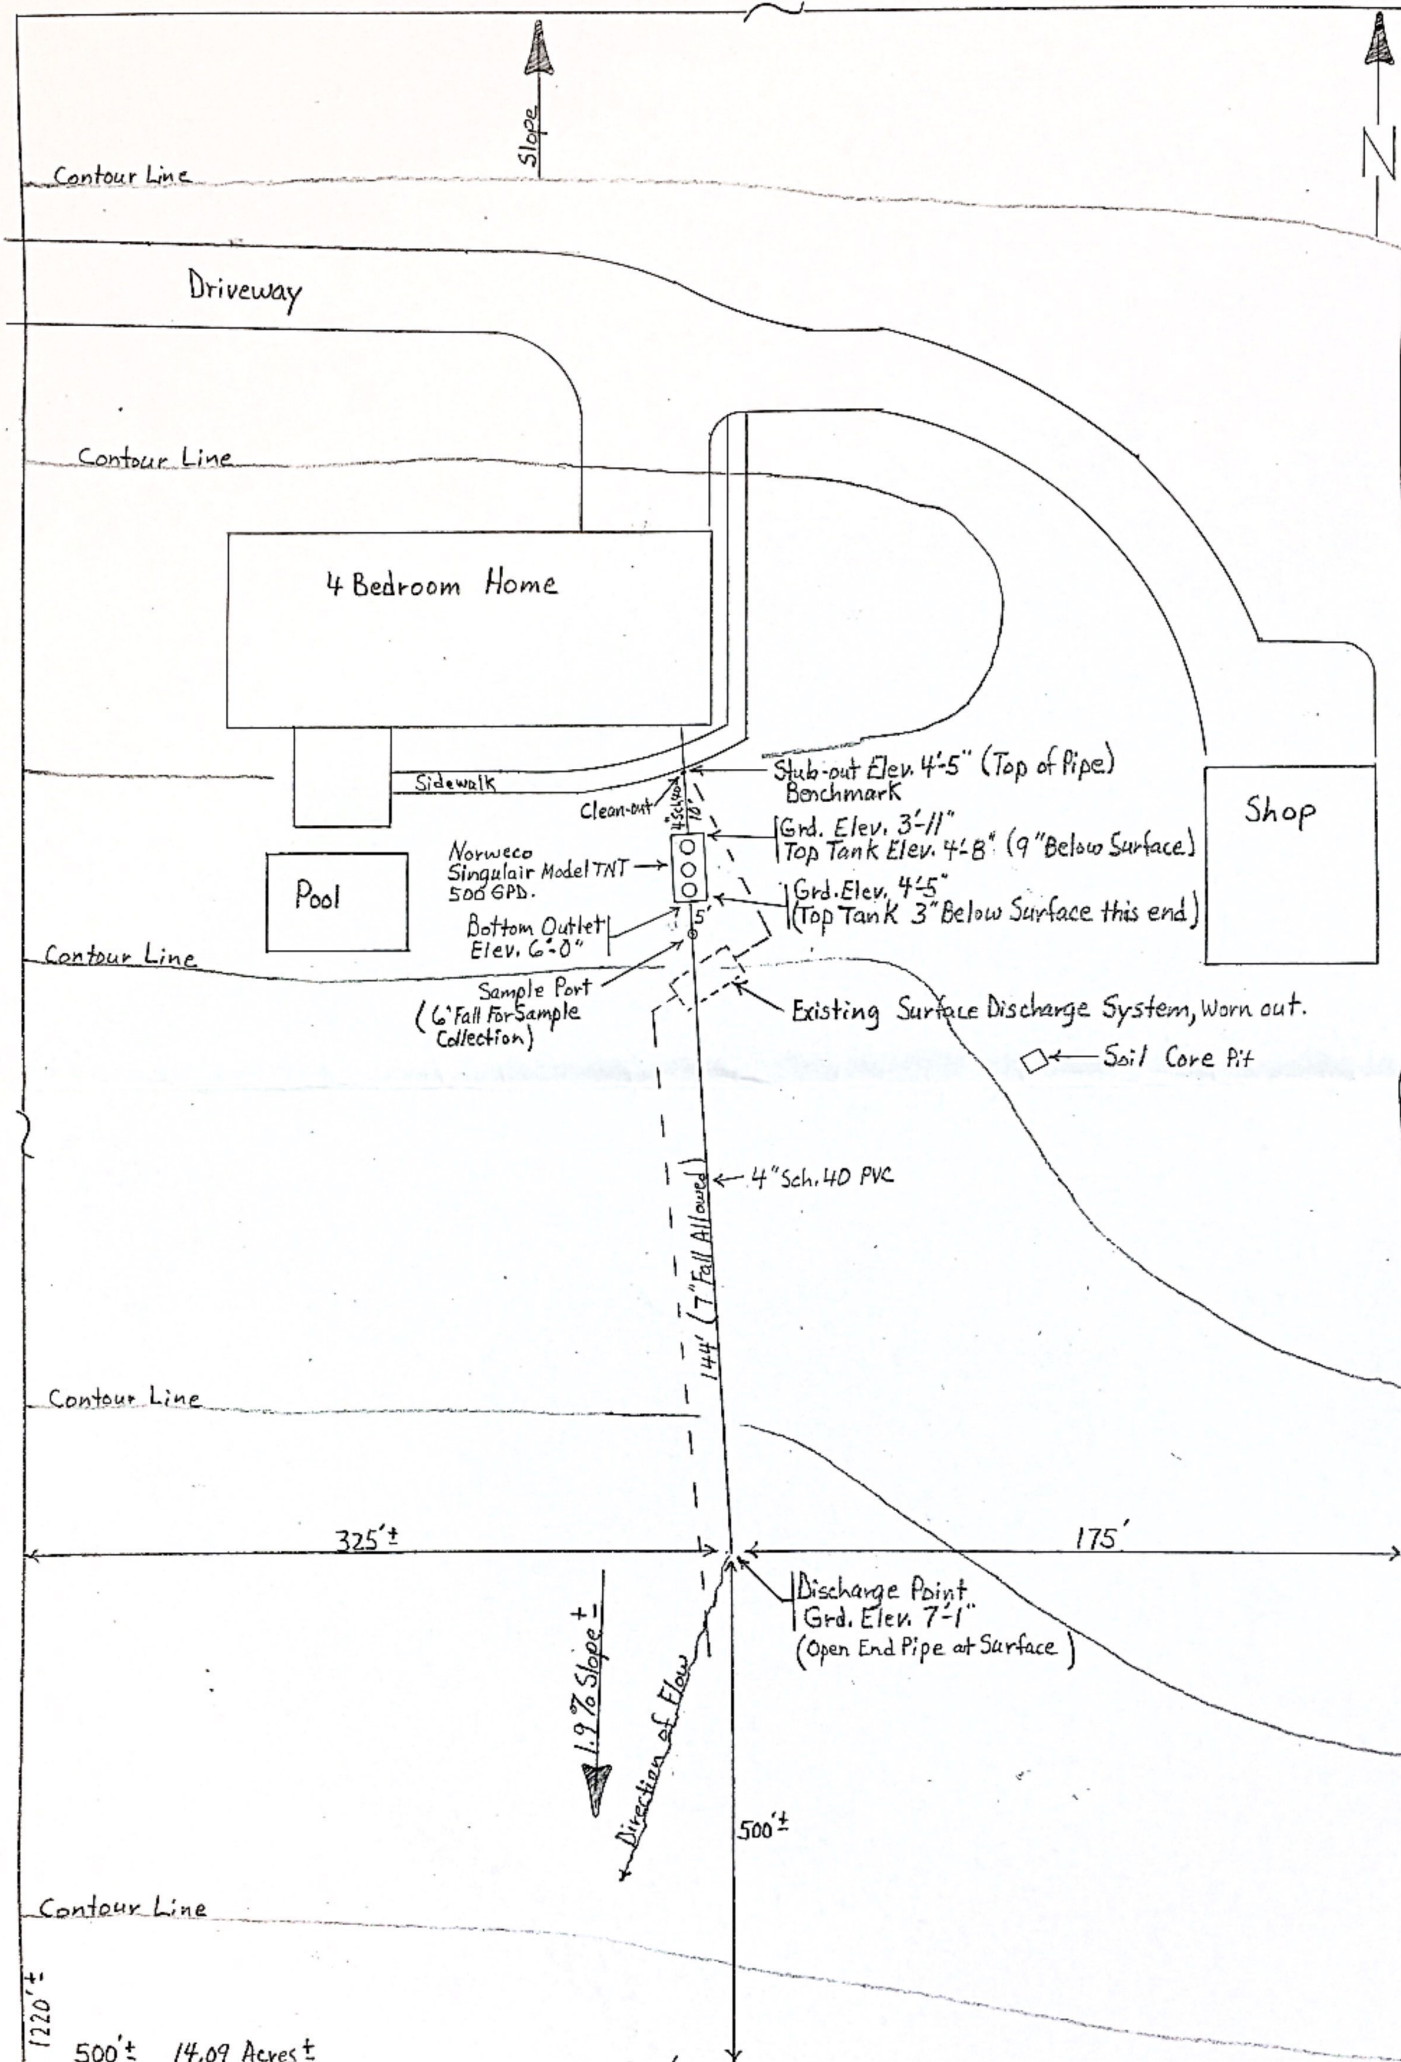 Slope
N
Contour Line
Driveway
Contour Line
4 Bedroom Home
Sidewalk
Clean-out
4" Sch 40
10'
Stub-out Elev. 4'-5" (Top of Pipe)
Benchmark
Grd. Elev. 3'-11"
Top Tank Elev. 4'-8" (9" Below Surface)
Shop
Norweco
Singulair Model TNT
500 GPD.
Pool
Grd. Elev. 4'-5"
(Top Tank 3" Below Surface this end)
5'
Bottom Outlet
Elev. 6'-0"
Contour Line
Sample Port
(6" Fall For Sample
Collection)
Existing Surface Discharge System, Worn out.
Soil Core Pit
4" Sch. 40 PVC
144' (7" Fall Allowed)
Contour Line
325'±
175'
Discharge Point
Grd. Elev. 7'-1"
(Open End Pipe at Surface)
1.9% Slope ±
Direction of Flow
500'±
Contour Line
1220'±
500'± 14.09 Acres ±